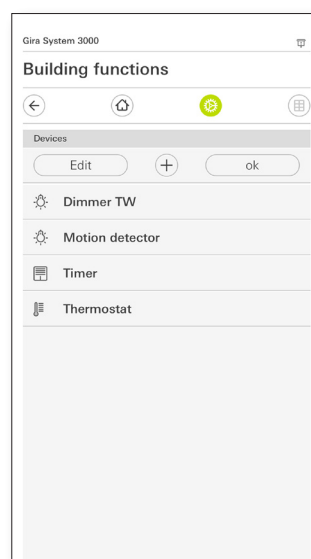 Gira System 3000
Building functions
Devices
Edit
ok
Dimmer TW
Motion detector
Timer
Thermostat